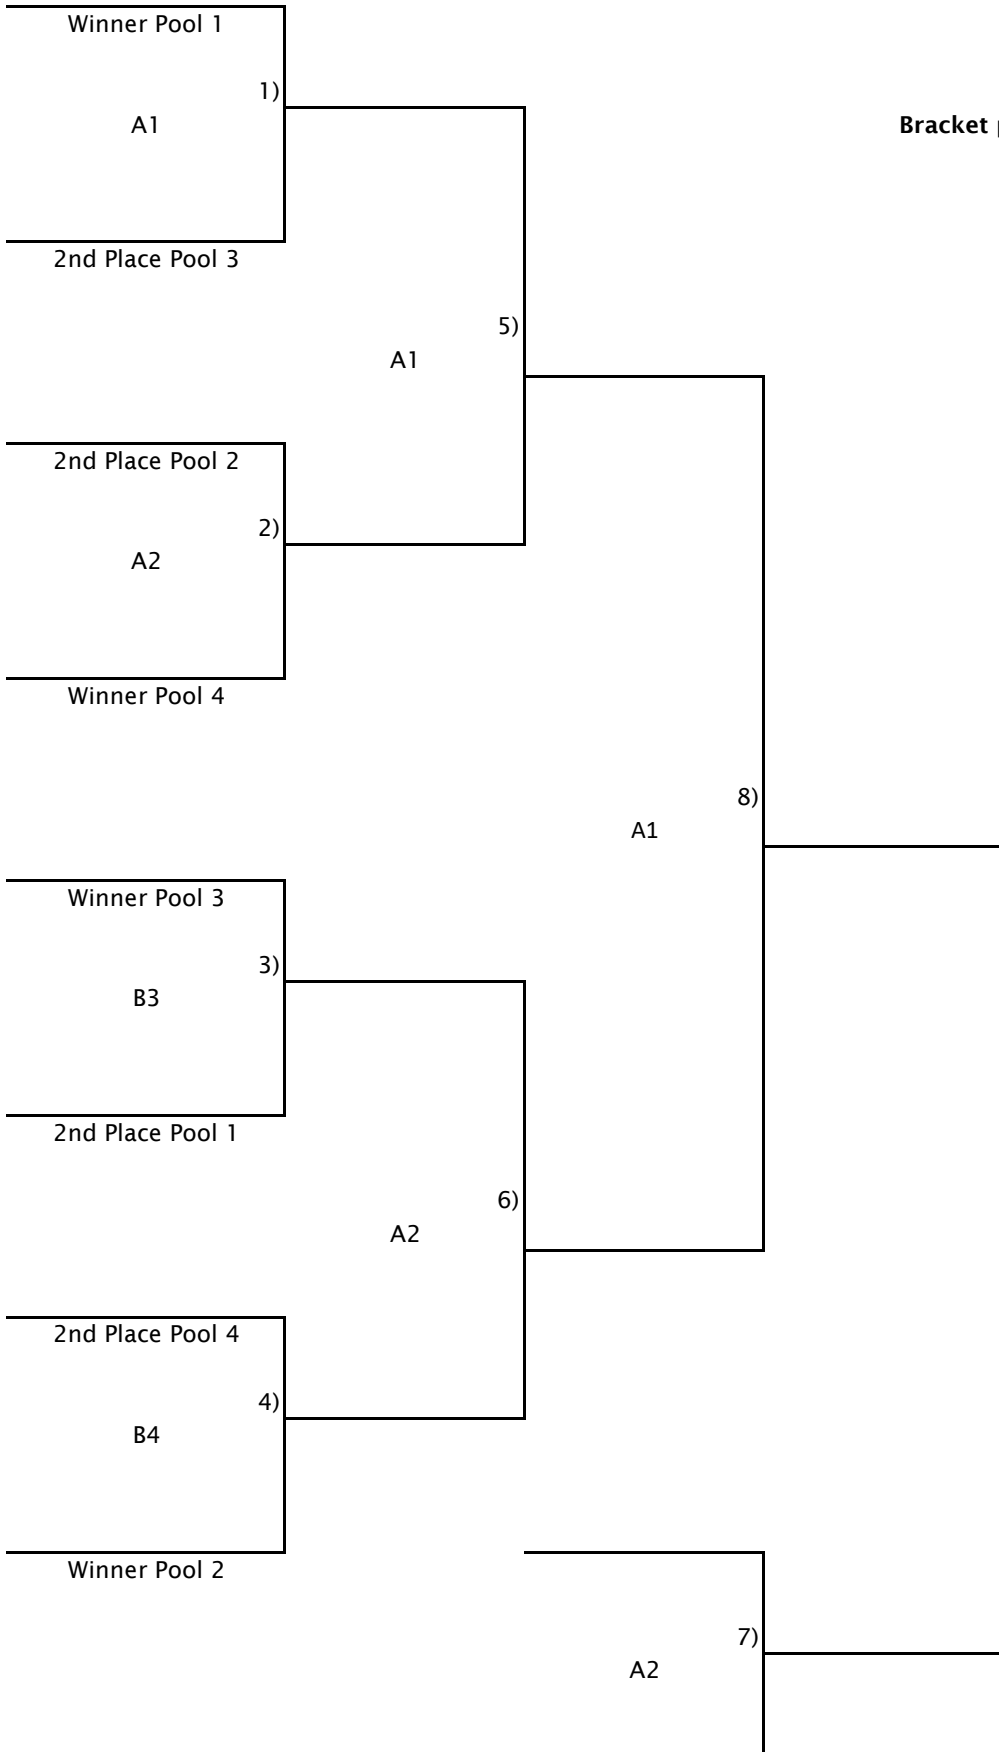 Winner Pool 1
1)
A1
Bracket
2nd Place Pool 3
5)
A1
2nd Place Pool 2
2)
A2
Winner Pool 4
8)
A1
Winner Pool 3
3)
B3
2nd Place Pool 1
6)
A2
2nd Place Pool 4
4)
B4
Winner Pool 2
7)
A2